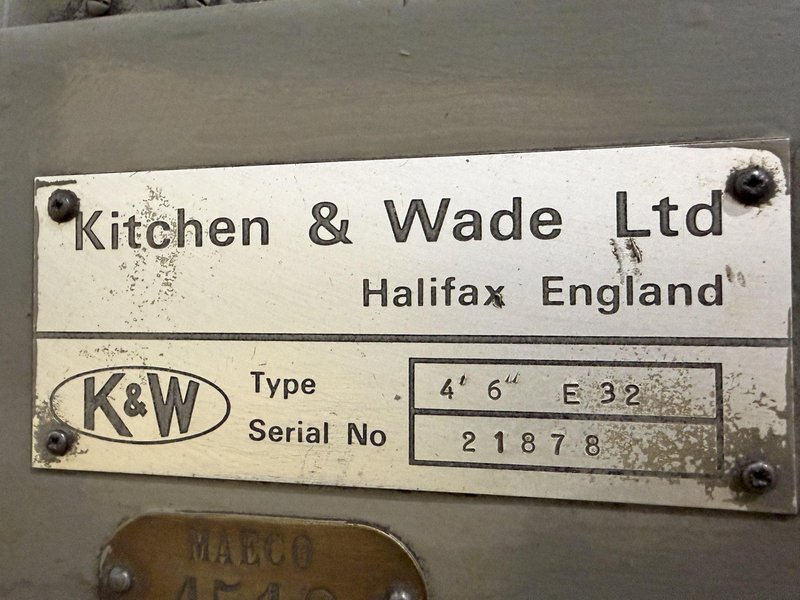 Kitchen & Wade Ltd
Halifax England
K&W
Type 4' 6" E 32
Serial No 21878
MAECO